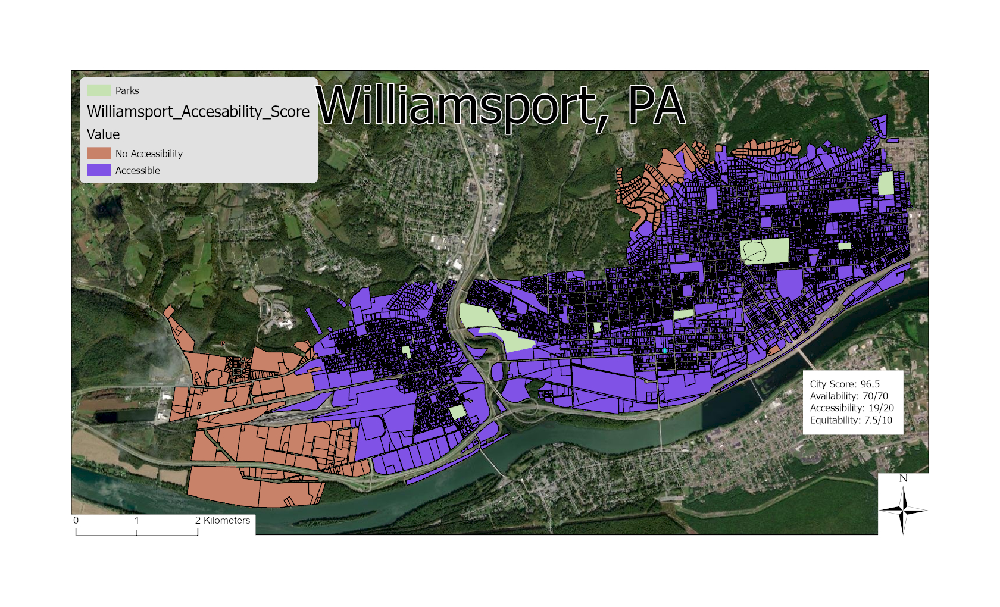 Williamsport, PA
Parks
Williamsport_Accesability_Score
Value
No Accessibility
Accessible
City Score: 96.5
Availability: 70/70
Accessibility: 19/20
Equitability: 7.5/10
N
0 1 2 Kilometers